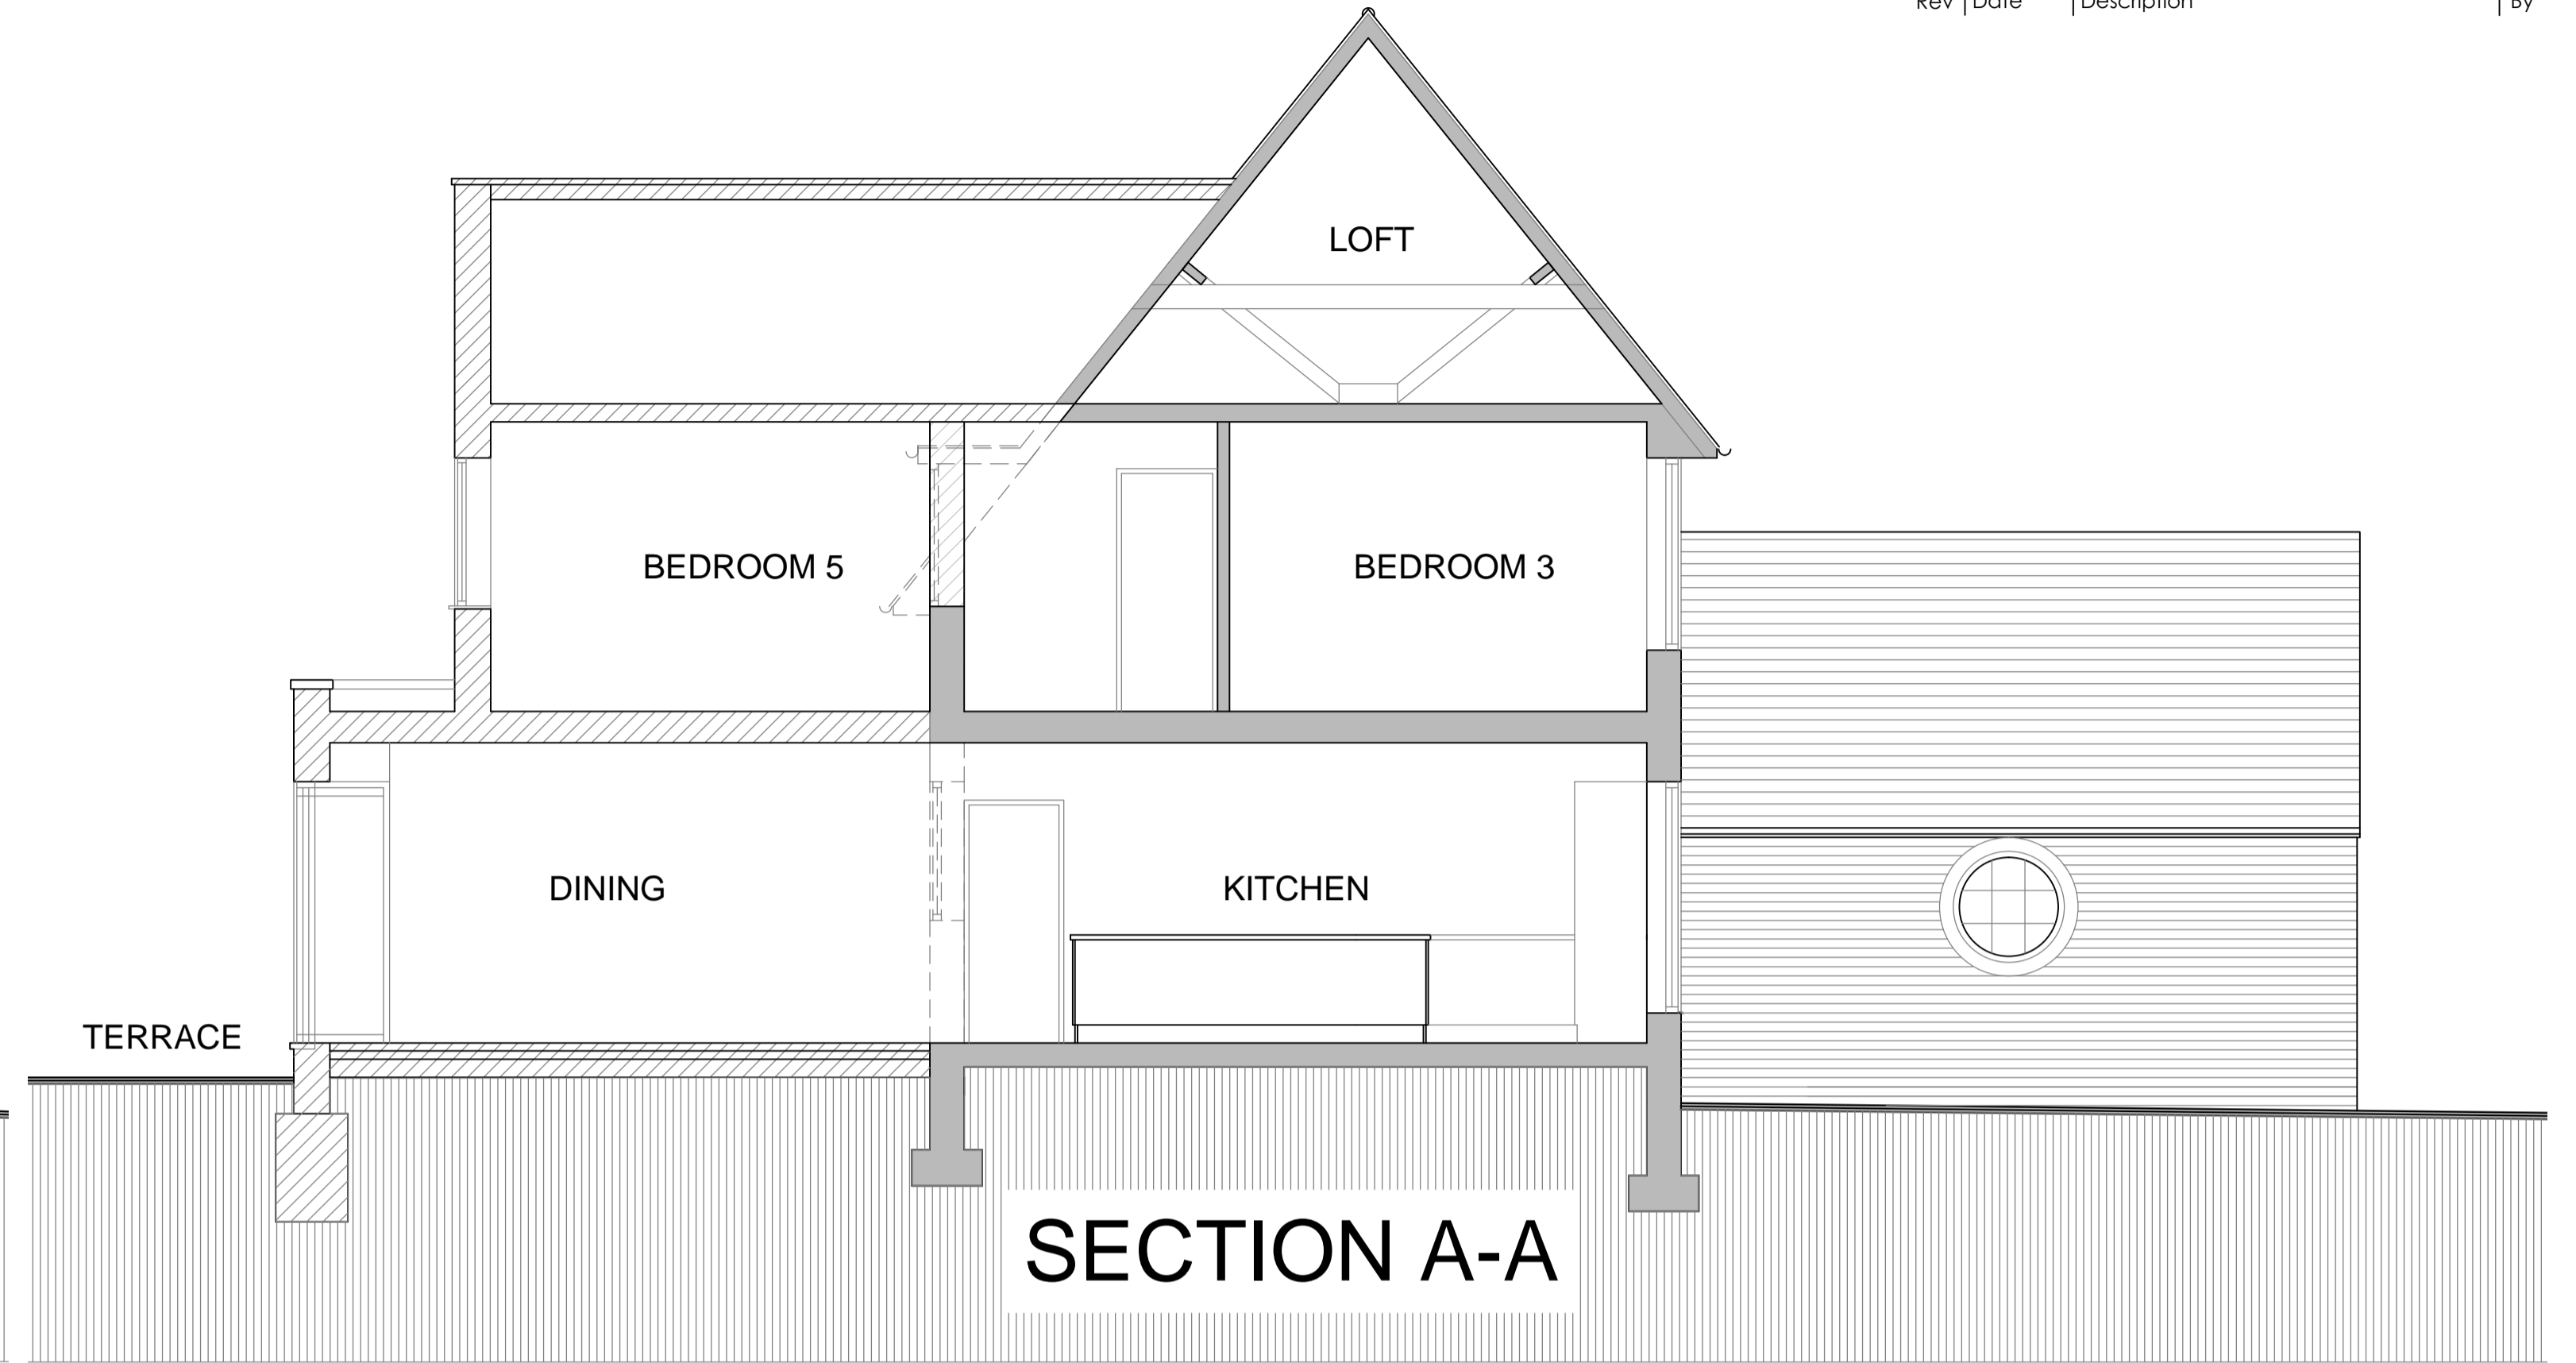 Rev Date Description By
LOFT
BEDROOM 5
BEDROOM 3
DINING
KITCHEN
TERRACE
SECTION A-A